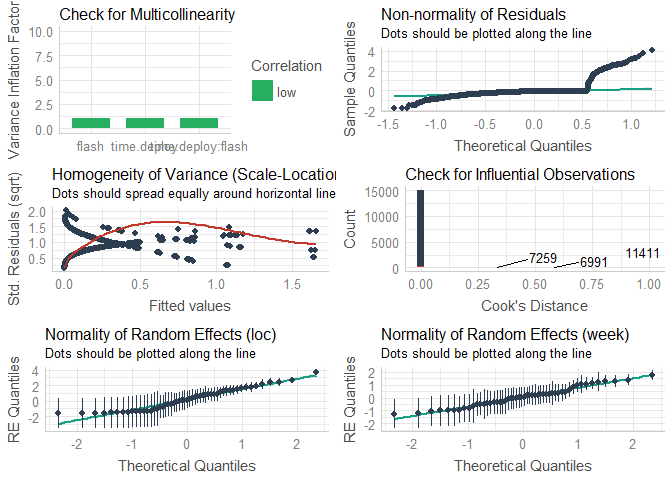 Check for Multicollinearity
Variance Inflation Factor
10.0
7.5
5.0
2.5
0.0
flash
time.deploy:flash
Correlation
low
Non-normality of Residuals
Dots should be plotted along the line
Sample Quantiles
4
2
0
-2
-1.5
-1.0
-0.5
0.0
0.5
1.0
Theoretical Quantiles
Homogeneity of Variance (Scale-Location
Dots should spread equally around horizontal line
Std. Residuals (sqrt)
2.0
1.5
1.0
0.5
0.0
0.5
1.0
1.5
Fitted values
Check for Influential Observations
Count
15000
10000
5000
0
7259
6991
11411
0.00
0.25
0.50
0.75
1.00
Cook's Distance
Normality of Random Effects (loc)
Dots should be plotted along the line
RE Quantiles
4
2
0
-2
-2
-1
0
1
2
Theoretical Quantiles
Normality of Random Effects (week)
Dots should be plotted along the line
RE Quantiles
2
1
0
-1
-2
-2
-1
0
1
2
Theoretical Quantiles